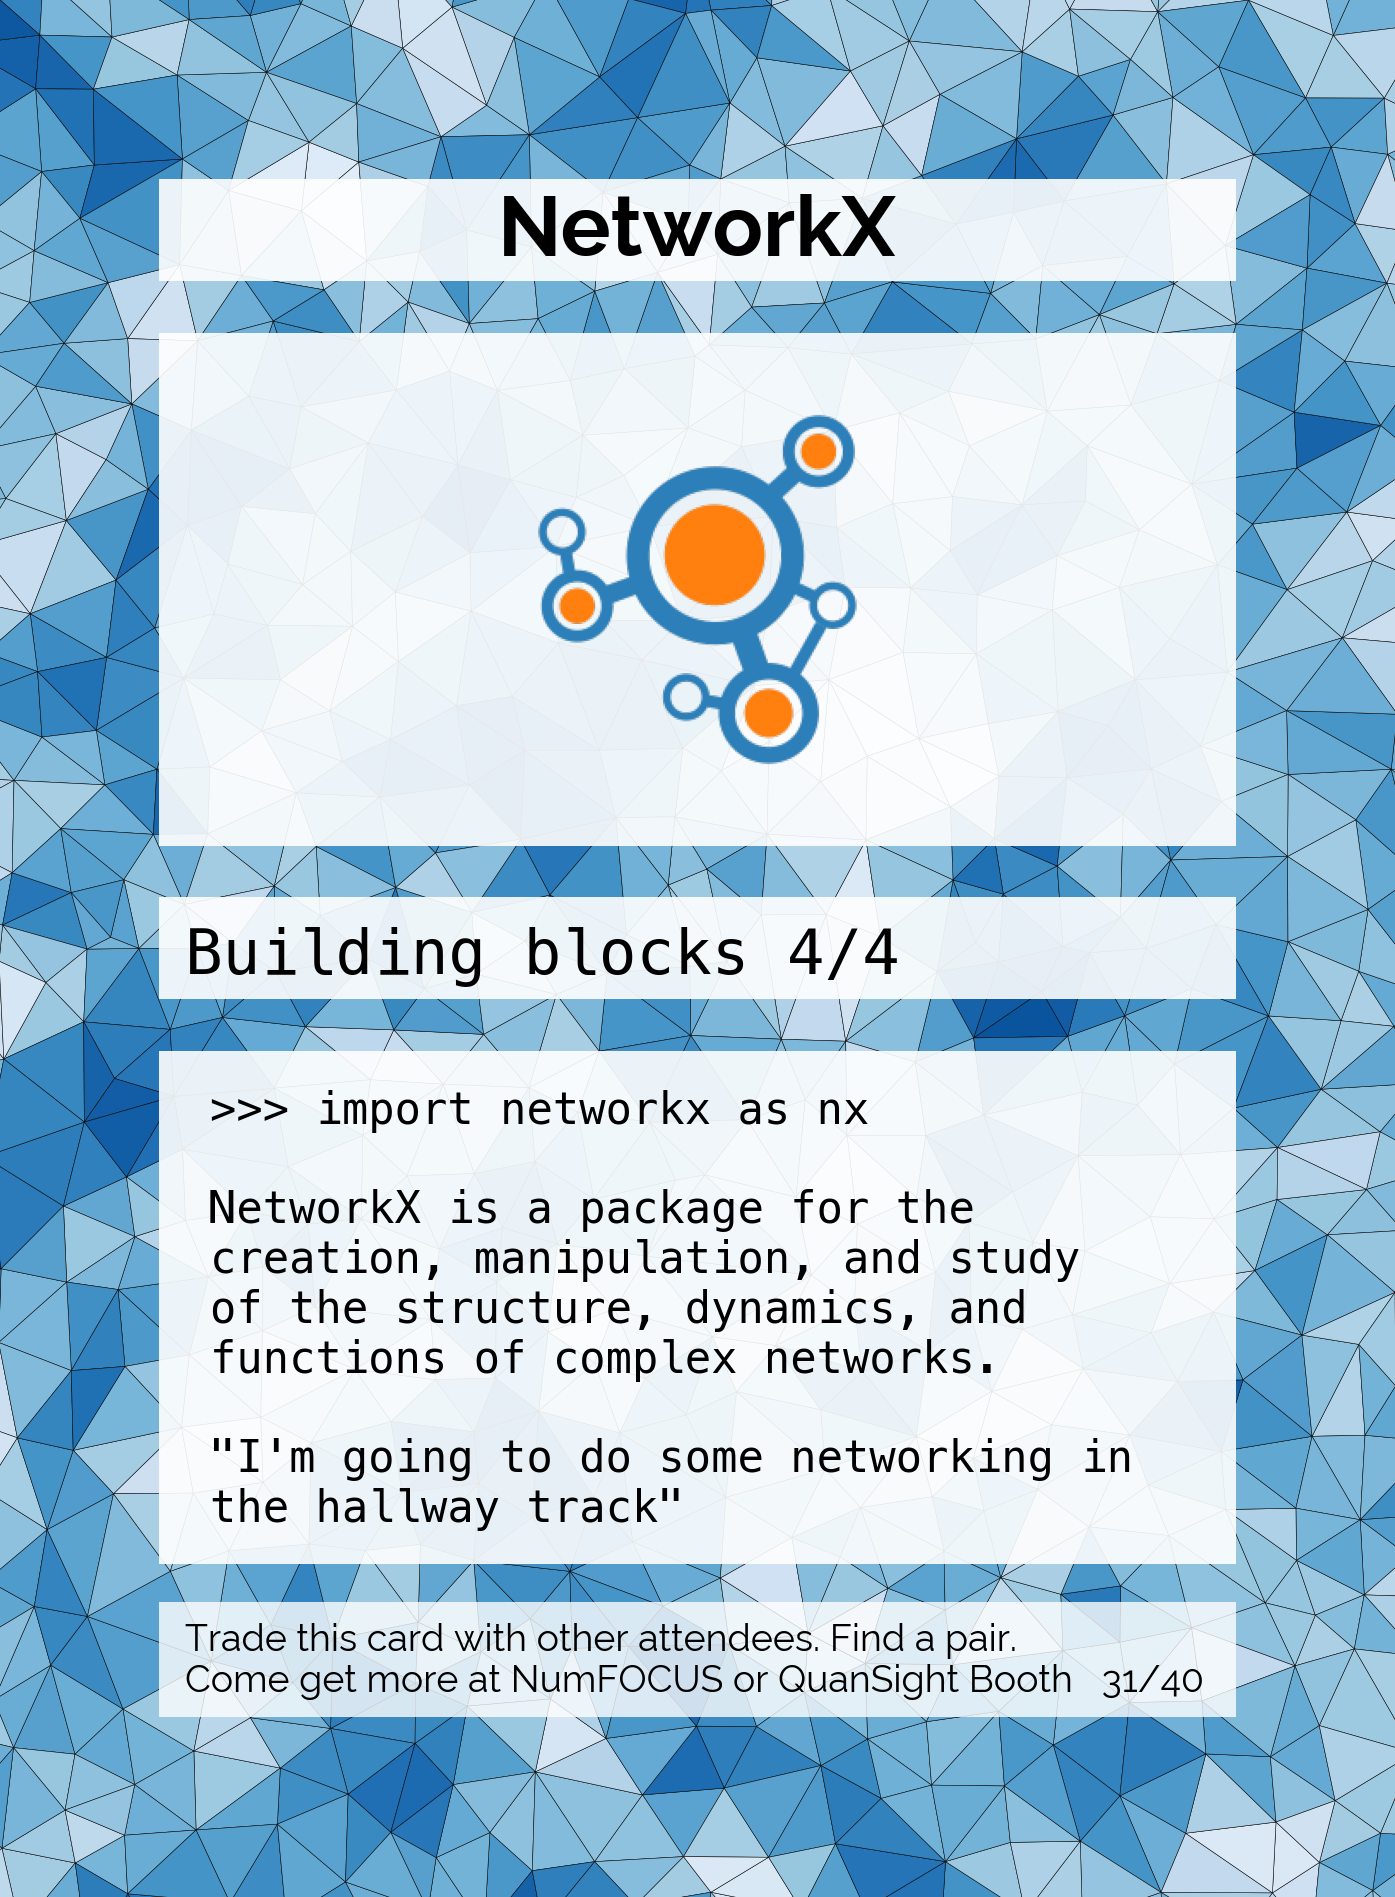 NetworkX
Building blocks 4/4
>>> import networkx as nx
NetworkX is a package for the
creation, manipulation, and study
of the structure, dynamics, and
functions of complex networks.
"I'm going to do some networking in
the hallway track"
Trade this card with other attendees. Find a pair.
Come get more at NumFOCUS or QuanSight Booth 31/40